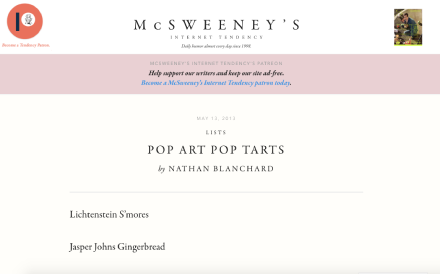 Become a Tendency Patron
McSWEENEY'S
INTERNET TENDENCY
Daily humor almost every day since 1998.
McSWEENEY'S INTERNET TENDENCY'S PATREON
Help support our writers and keep our site ad-free.
Become a McSweeney's Internet Tendency patron today.
MAY 13, 2013
LISTS
POP ART POP TARTS
by NATHAN BLANCHARD
Lichtenstein S'mores
Jasper Johns Gingerbread